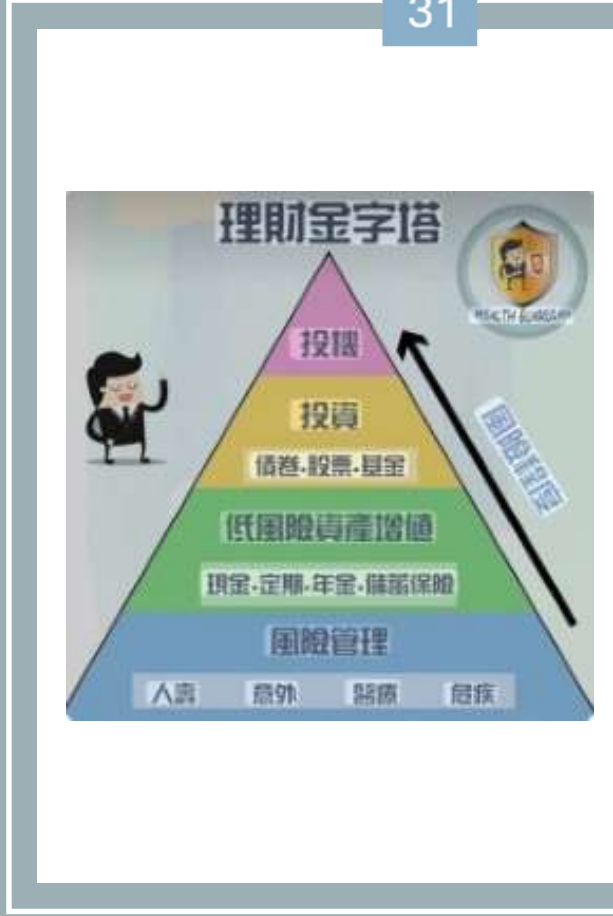 31
理財金字塔
WEALTH GUARDIAN
投機
風險程度
投資
債卷·股票·基金
低風險資產增值
現金·定期·年金·儲蓄保險
風險管理
人壽 意外 醫療 危疾